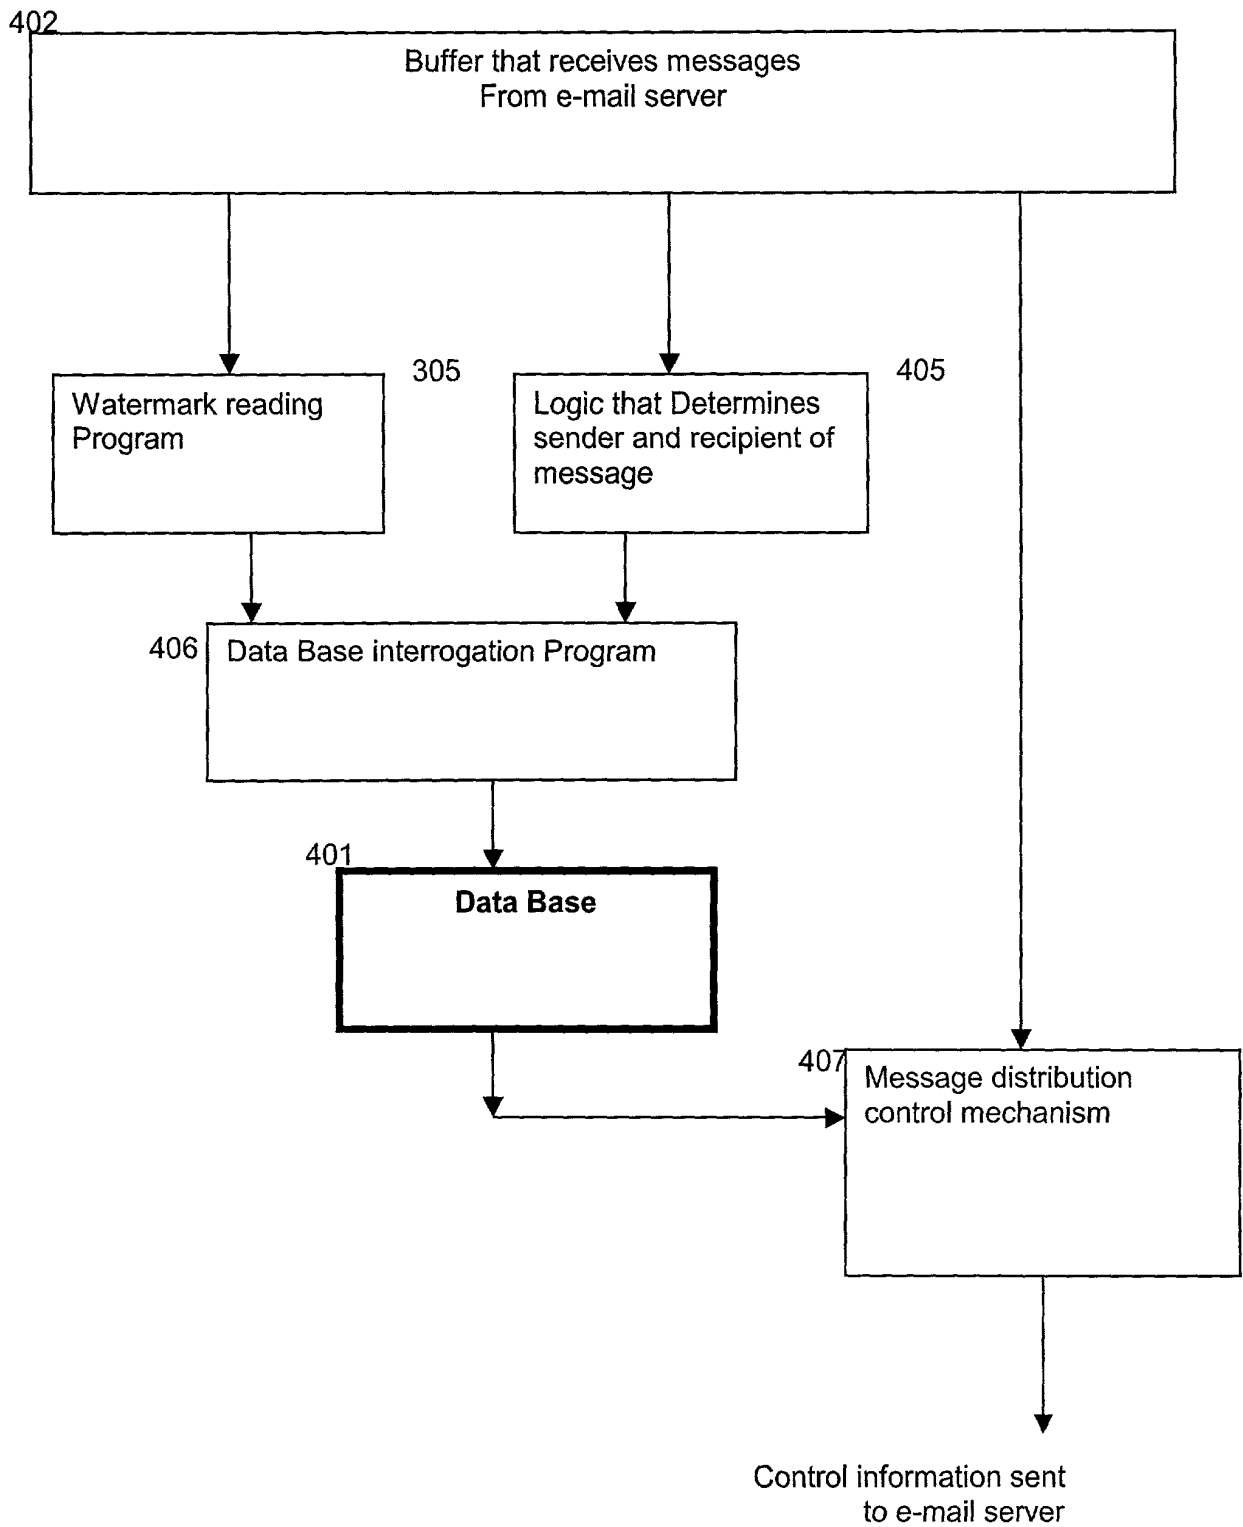 402
Buffer that receives messages
From e-mail server
305
405
Watermark reading
Program
Logic that Determines
sender and recipient of
message
406
Data Base interrogation Program
401
Data Base
407
Message distribution
control mechanism
Control information sent
to e-mail server